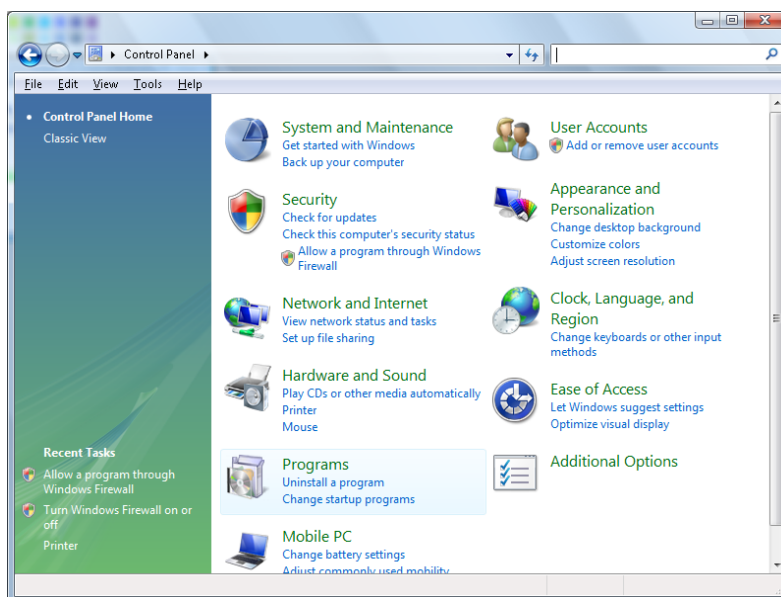 Control Panel
File Edit View Tools Help
Control Panel Home
Classic View
System and Maintenance
Get started with Windows
Back up your computer
Security
Check for updates
Check this computer's security status
Allow a program through Windows
Firewall
Network and Internet
View network status and tasks
Set up file sharing
Hardware and Sound
Play CDs or other media automatically
Printer
Mouse
Programs
Uninstall a program
Change startup programs
Mobile PC
Change battery settings
Adjust commonly used mobility
User Accounts
Add or remove user accounts
Appearance and
Personalization
Change desktop background
Customize colors
Adjust screen resolution
Clock, Language, and
Region
Change keyboards or other input
methods
Ease of Access
Let Windows suggest settings
Optimize visual display
Additional Options
Recent Tasks
Allow a program through
Windows Firewall
Turn Windows Firewall on or
off
Printer